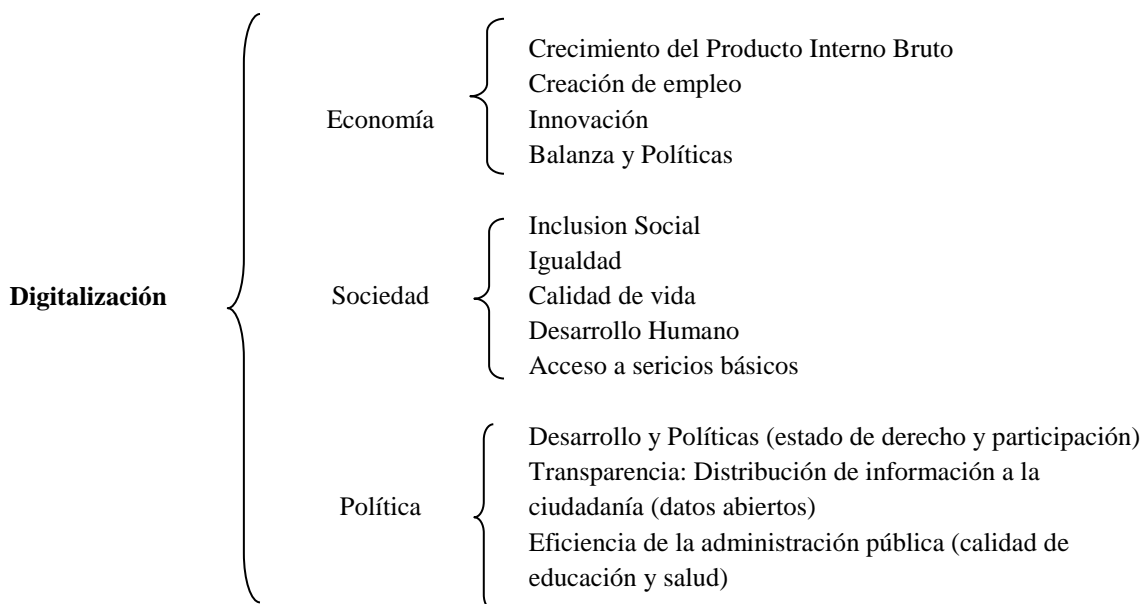 Digitalización
Economía
Crecimiento del Producto Interno Bruto
Creación de empleo
Innovación
Balanza y Políticas
Sociedad
Inclusion Social
Igualdad
Calidad de vida
Desarrollo Humano
Acceso a sericios básicos
Política
Desarrollo y Políticas (estado de derecho y participación)
Transparencia: Distribución de información a la
ciudadanía (datos abiertos)
Eficiencia de la administración pública (calidad de
educación y salud)